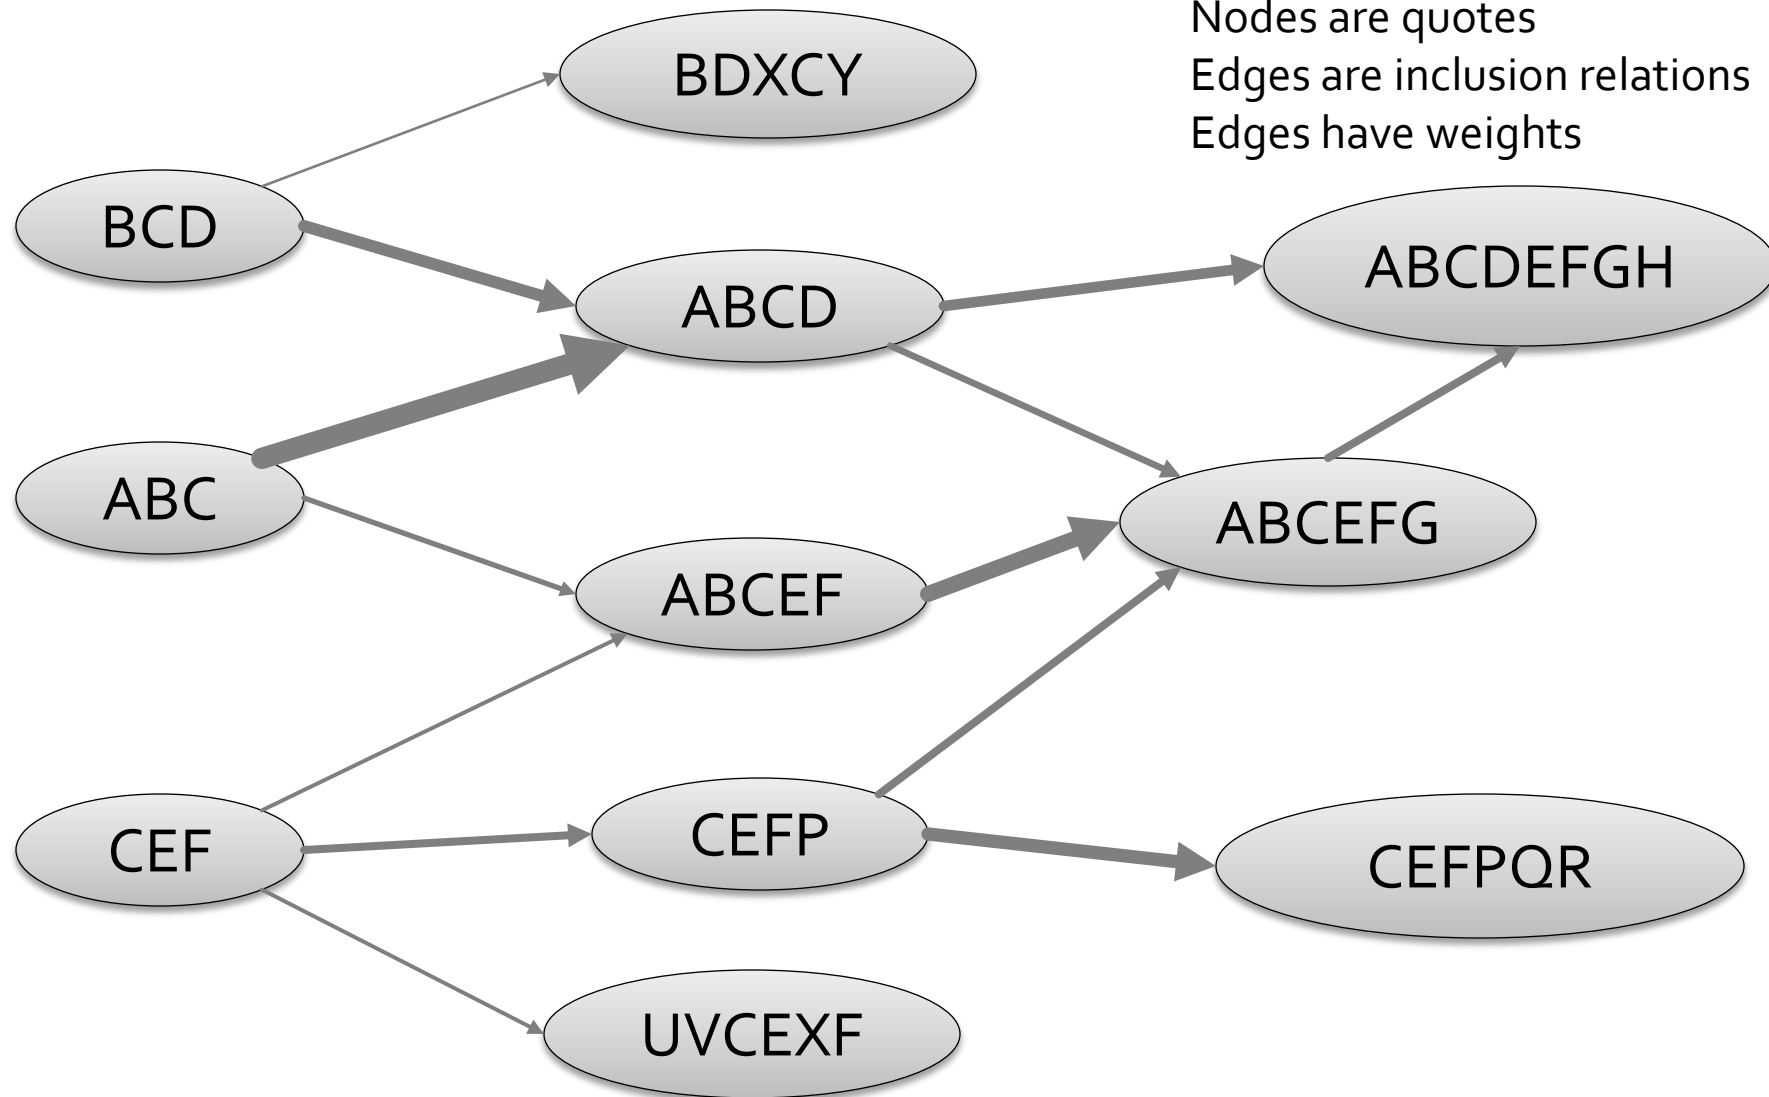 Nodes are quotes
Edges are inclusion relations
Edges have weights
BDXCY
BCD
ABCD
ABCDEFGH
ABC
ABCEF
ABCEFG
CEF
CEFP
CEFPQR
UVCEXF